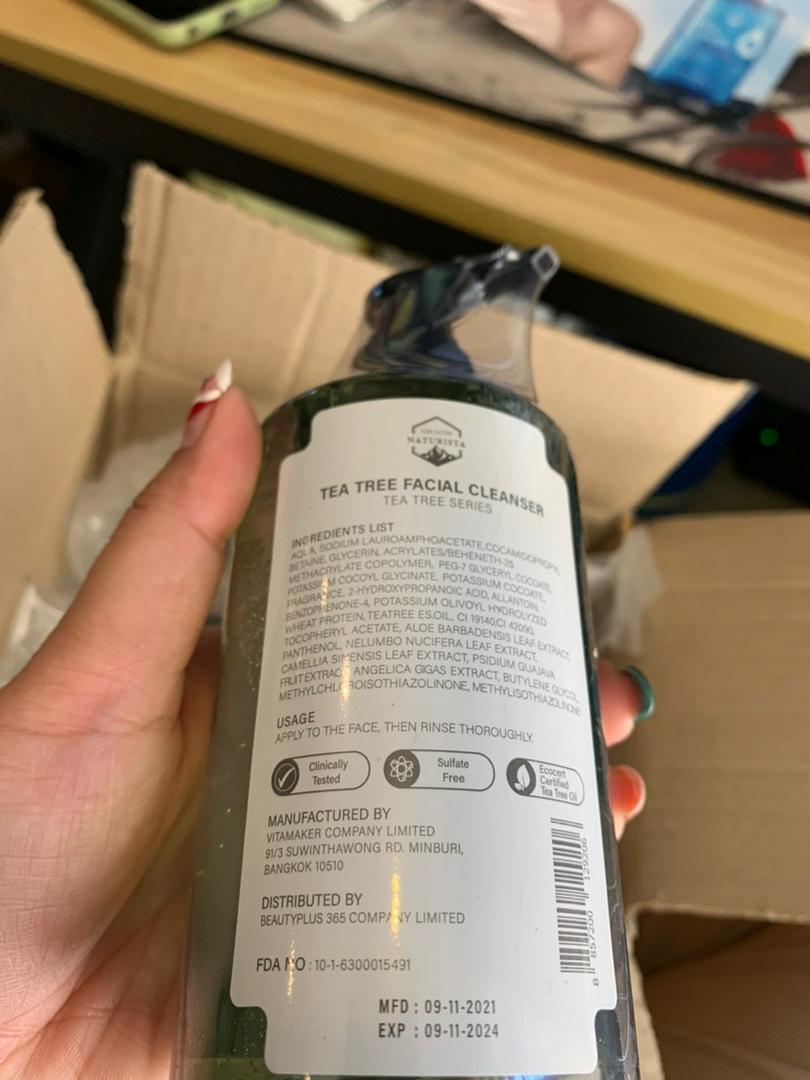 NATURISTA
TEA TREE FACIAL CLEANSER
TEA TREE SERIES
INGREDIENTS LIST
AQUA, SODIUM LAUROAMPHOACETATE,COCAMIDOPROPYL
BETAINE, GLYCERIN, ACRYLATES/BEHENETH-25
METHACRYLATE COPOLYMER, PEG-7 GLYCERYL COCOATE,
POTASSIUM COCOYL GLYCINATE, POTASSIUM COCOATE,
FRAGRANCE, 2-HYDROXYPROPANOIC ACID, ALLANTOIN,
BENZOPHENONE-4, POTASSIUM OLIVOYL HYDROLYZED
WHEAT PROTEIN, TEATREE ES.OIL, CI 19140,CI 42090,
TOCOPHERYL ACETATE, ALOE BARBADENSIS LEAF EXTRACT,
PANTHENOL, NELUMBO NUCIFERA LEAF EXTRACT,
CAMELLIA SINENSIS LEAF EXTRACT, PSIDIUM GUAJAVA
FRUIT EXTRACT, ANGELICA GIGAS EXTRACT, BUTYLENE GLYCOL,
METHYLCHLOROISOTHIAZOLINONE, METHYLISOTHIAZOLINONE
USAGE
APPLY TO THE FACE, THEN RINSE THOROUGHLY.
Clinically
Tested
Sulfate
Free
Ecocert
Certified
Tea Tree Oil
MANUFACTURED BY
VITAMAKER COMPANY LIMITED
91/3 SUWINTHAWONG RD. MINBURI,
BANGKOK 10510
DISTRIBUTED BY
BEAUTYPLUS 365 COMPANY LIMITED
FDA NO : 10-1-6300015491
8 857200 129206
MFD : 09-11-2021
EXP : 09-11-2024